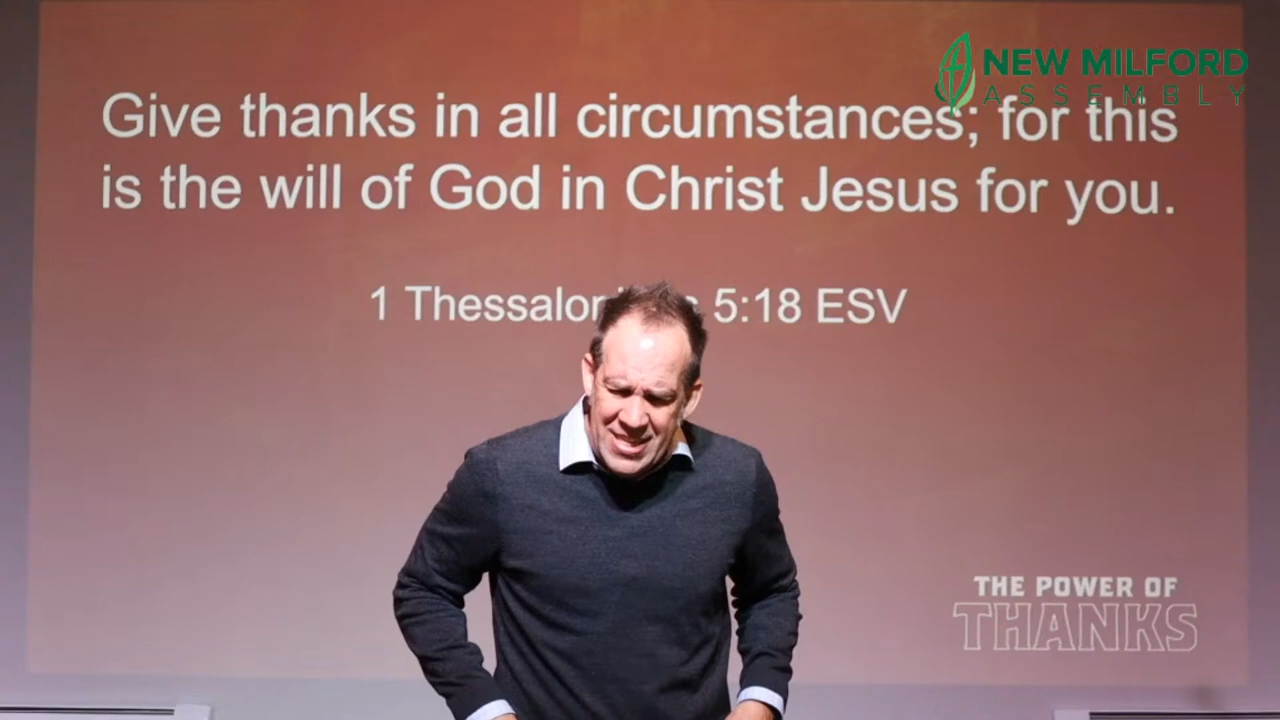 NEW MILFORD
ASSEMBLY
Give thanks in all circumstances; for this
is the will of God in Christ Jesus for you.
1 5:18 ESV
THE POWER OF
THANKS